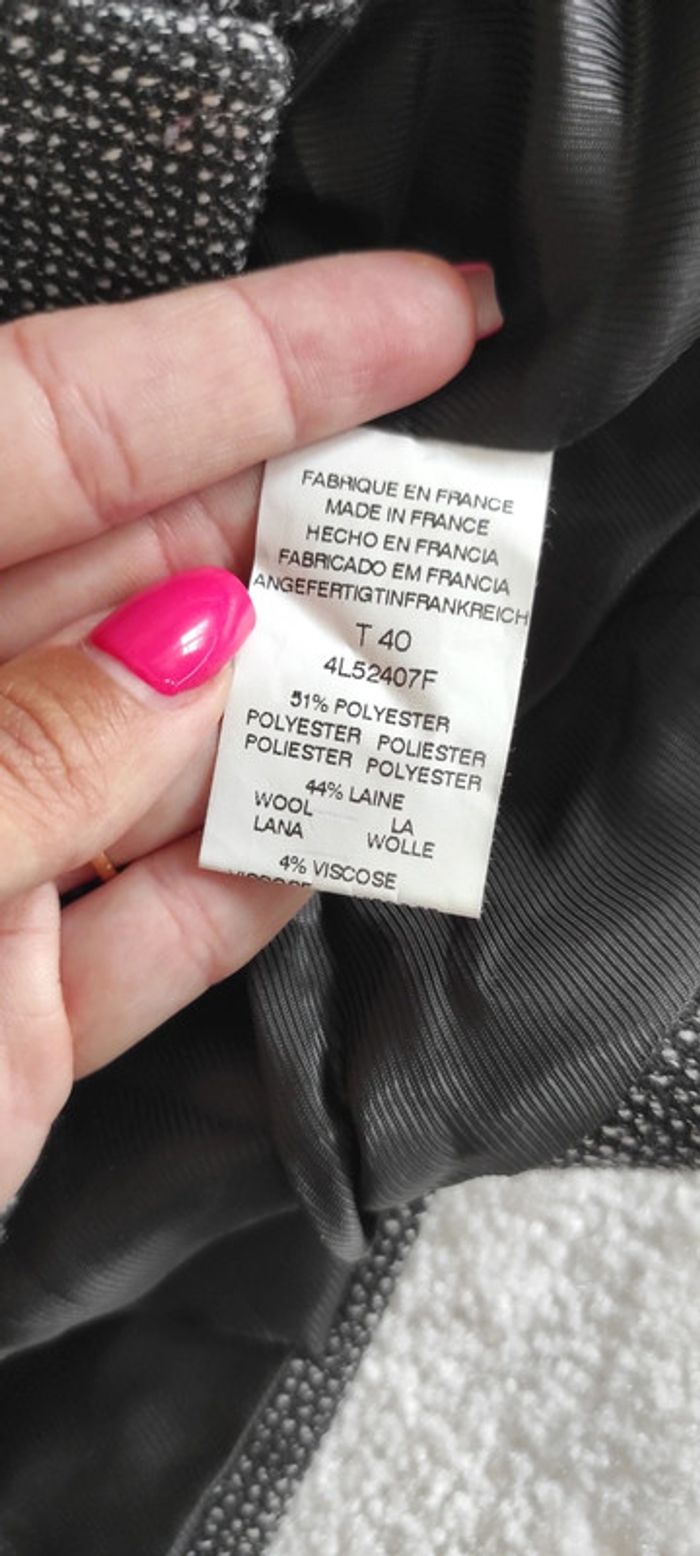 FABRIQUE EN FRANCE
MADE IN FRANCE
HECHO EN FRANCIA
FABRICADO EM FRANCIA
ANGEFERTIGTINFRANKREICH
T 40
4L52407F
51% POLYESTER
POLYESTER POLIESTER
POLIESTER POLYESTER
44% LAINE
WOOL LA
LANA WOLLE
4% VISCOSE